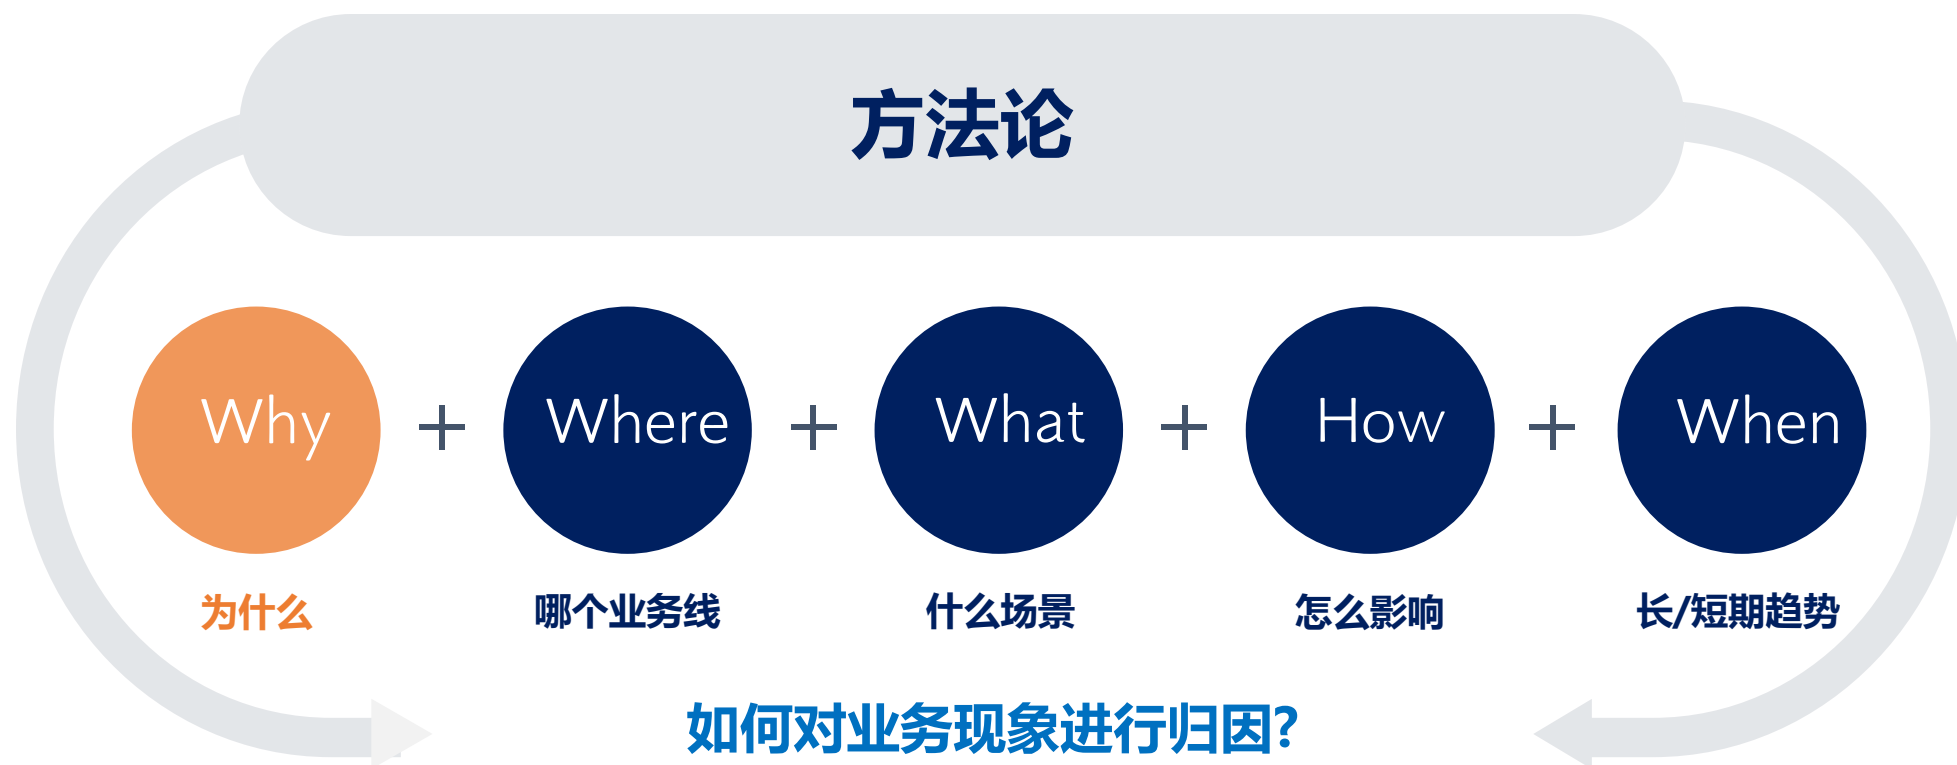 方法论
Why + Where + What + How + When
为什么 哪个业务线 什么场景 怎么影响 长/短期趋势
如何对业务现象进行归因?